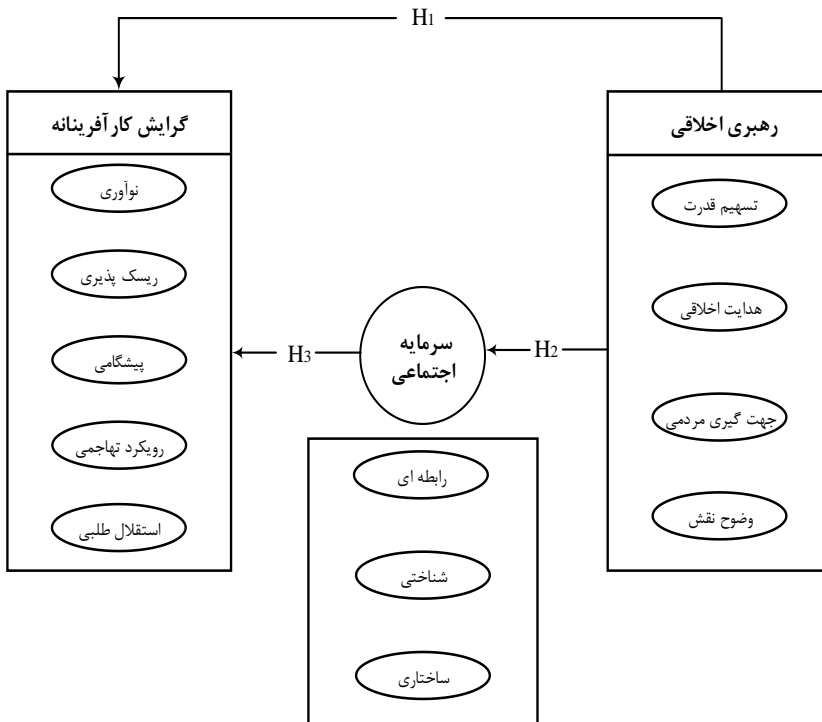 H1
رهبری اخلاقی
تسهیم قدرت
هدایت اخلاقی
جهت گیری مردمی
وضوح نقش
H2
سرمایه
اجتماعی
رابطه ای
شناختی
ساختاری
H3
گرایش کارآفرینانه
نوآوری
ریسک پذیری
پیشگامی
رویکرد تهاجمی
استقلال طلبی